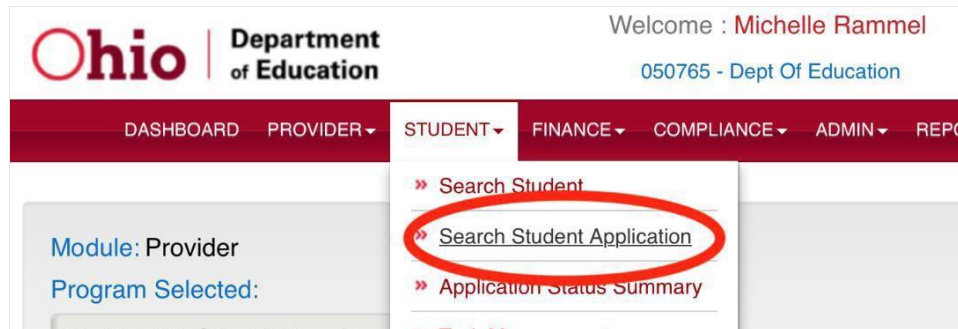 Ohio Department of Education
Welcome : Michelle Rammel
050765 - Dept Of Education
DASHBOARD PROVIDER STUDENT FINANCE COMPLIANCE ADMIN
» Search Student
» Search Student Application
» Application Status Summary
Module: Provider
Program Selected: